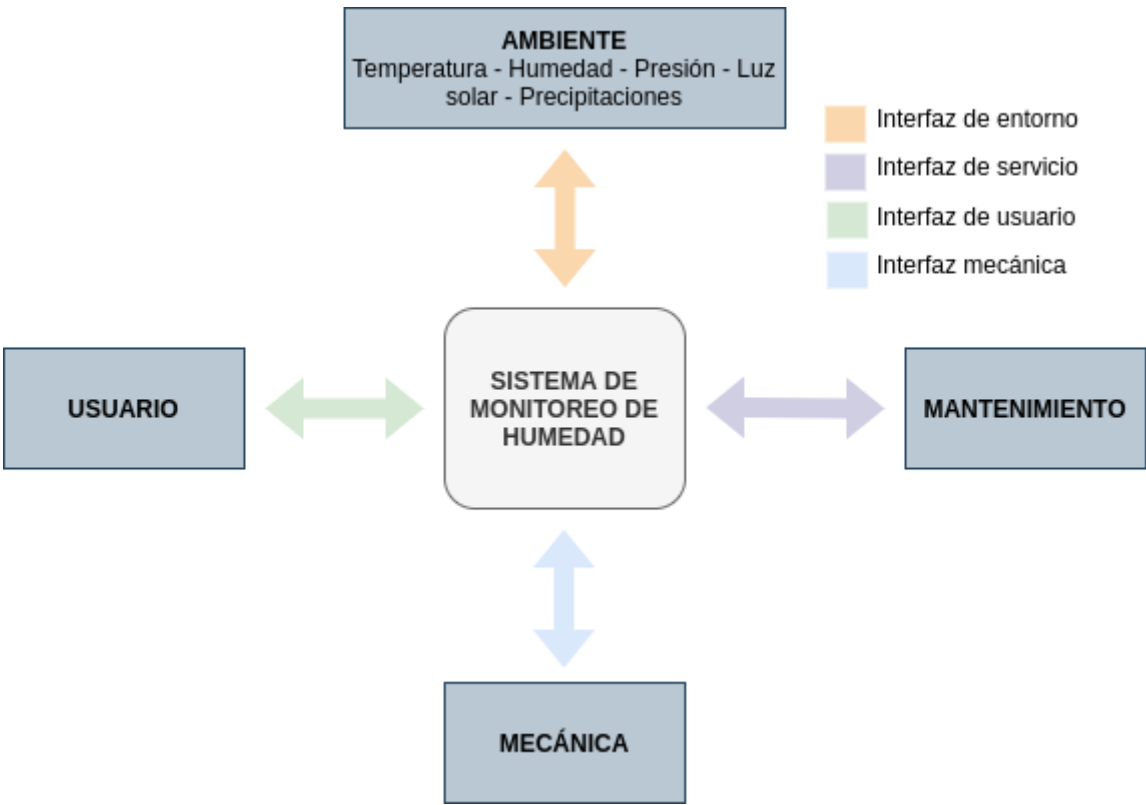 AMBIENTE
Temperatura - Humedad - Presión - Luz
solar - Precipitaciones
Interfaz de entorno
Interfaz de servicio
Interfaz de usuario
Interfaz mecánica
USUARIO
SISTEMA DE
MONITOREO DE
HUMEDAD
MANTENIMIENTO
MECÁNICA